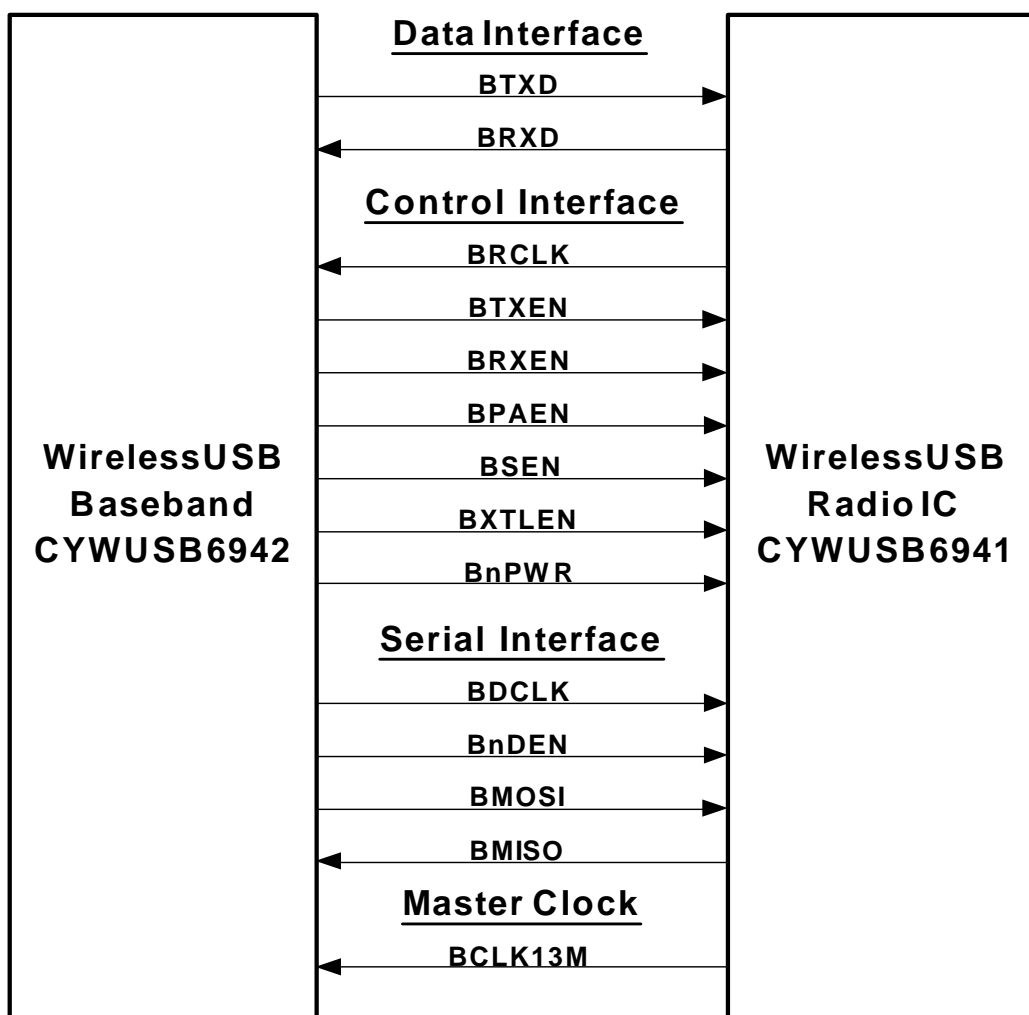 Data Interface
BTXD
BRXD
Control Interface
BRCLK
BTXEN
BRXEN
BPAEN
BSEN
BXTLEN
BnPWR
WirelessUSB
Baseband
CYWUSB6942
WirelessUSB
Radio IC
CYWUSB6941
Serial Interface
BDCLK
BnDEN
BMOSI
BMISO
Master Clock
BCLK13M